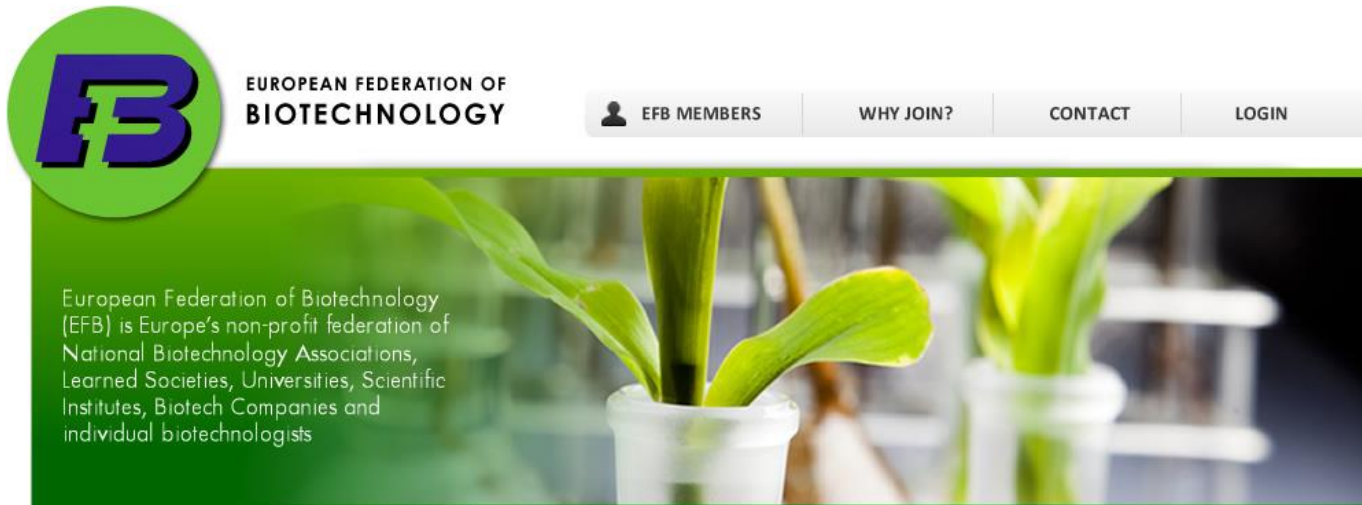 EFB
EUROPEAN FEDERATION OF
BIOTECHNOLOGY
EFB MEMBERS
WHY JOIN?
CONTACT
LOGIN
European Federation of Biotechnology
(EFB) is Europe's non-profit federation of
National Biotechnology Associations,
Learned Societies, Universities, Scientific
Institutes, Biotech Companies and
individual biotechnologists